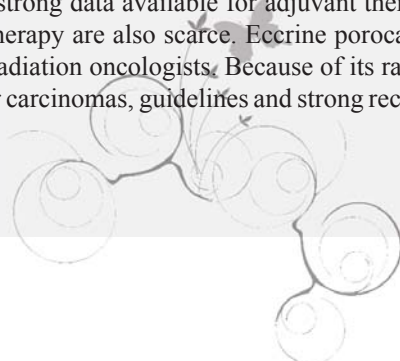 strong data available for adjuvant ther
herapy are also scarce. Eccrine poroca
adiation oncologists. Because of its ra
r carcinomas, guidelines and strong rec